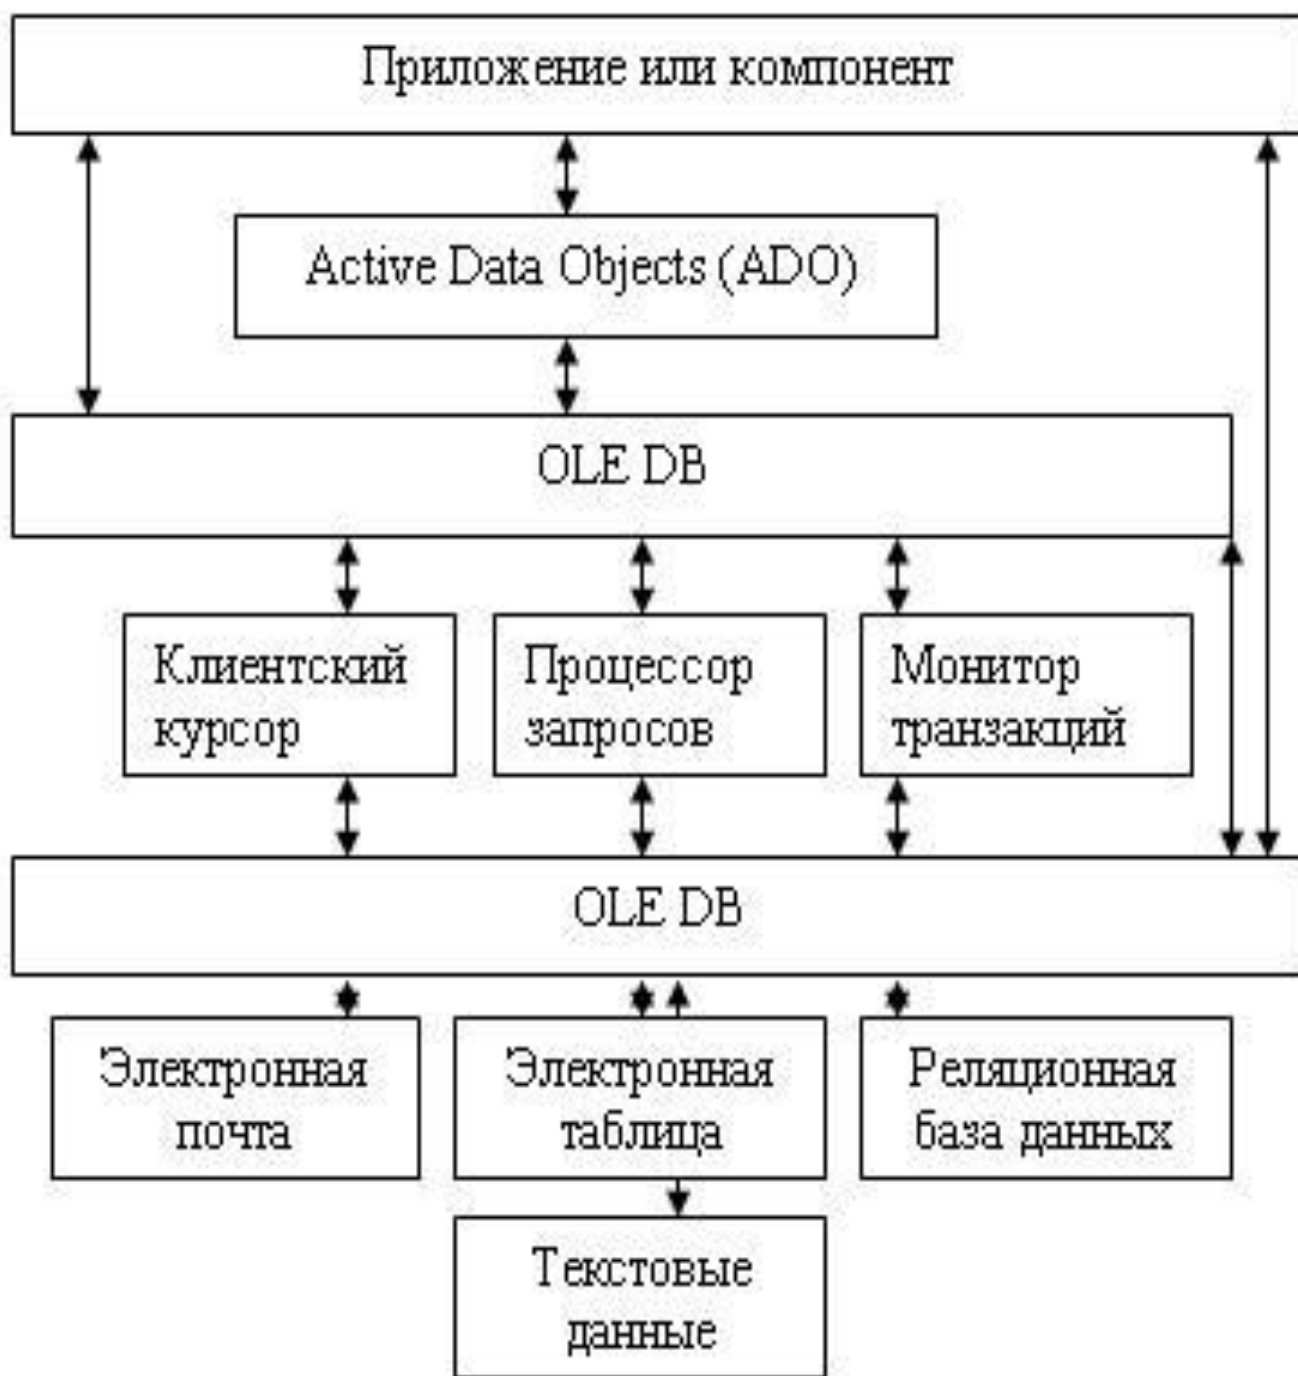 Приложение или компонент
Active Data Objects (ADO)
OLE DB
Клиентский
курсор
Процессор
запросов
Монитор
транзакций
OLE DB
Электронная
почта
Электронная
таблица
Реляционная
база данных
Текстовые
данные